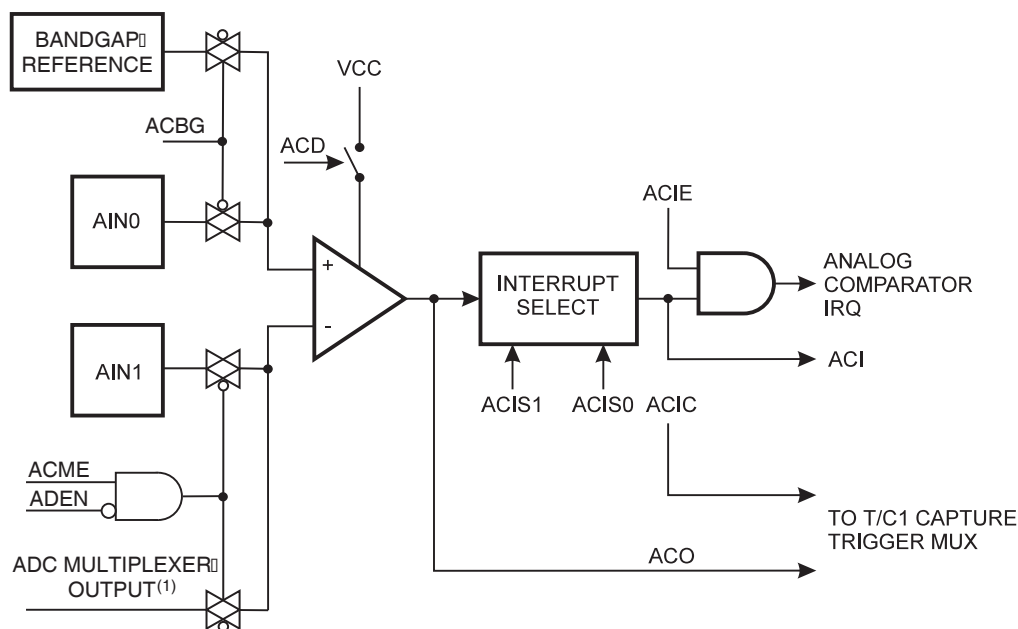 BANDGAP▯
REFERENCE
ACBG
VCC
ACD
AIN0
+
-
AIN1
ACIE
INTERRUPT
SELECT
ANALOG
COMPARATOR
IRQ
ACI
ACIS1
ACIS0
ACIC
ACME
ADEN
TO T/C1 CAPTURE
TRIGGER MUX
ACO
ADC MULTIPLEXER▯
OUTPUT(1)